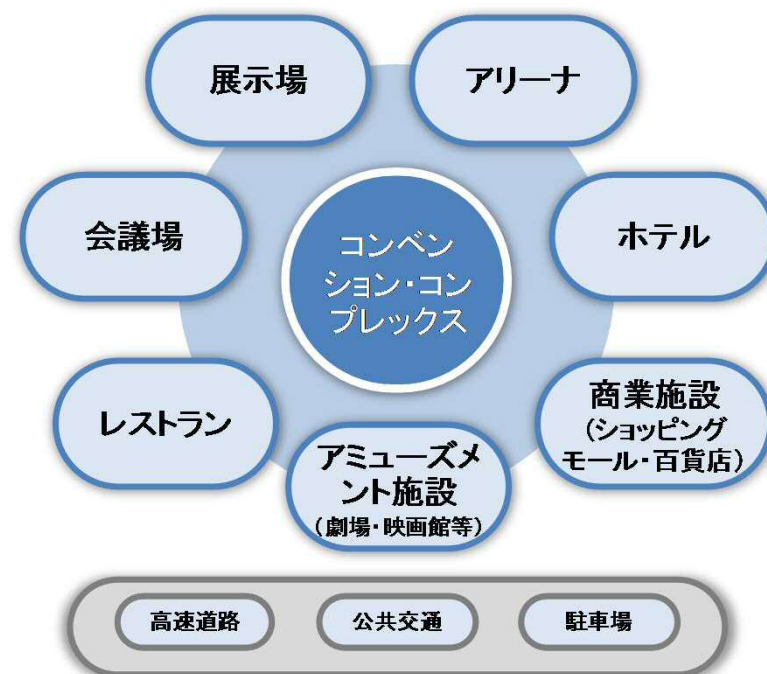 展示場
アリーナ
会議場
コンベン
ション・コン
プレックス
ホテル
レストラン
アミューズメ
ント施設
(劇場・映画館等)
商業施設
(ショッピング
モール・百貨店)
高速道路
公共交通
駐車場